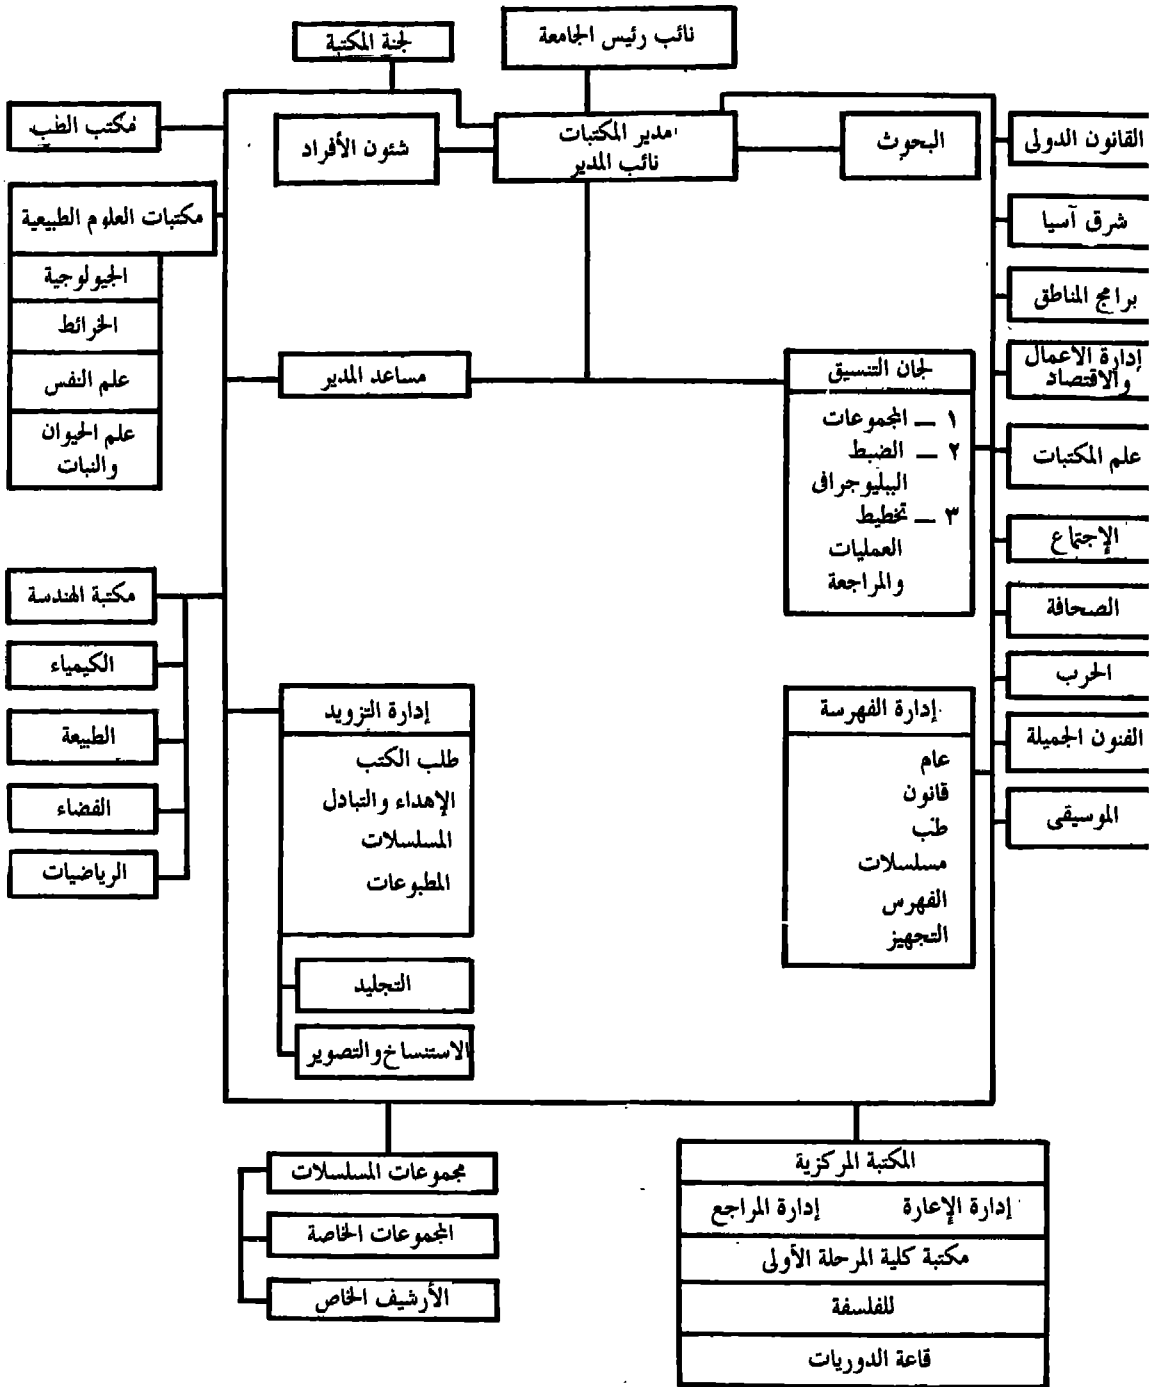 نائب رئيس الجامعة
لجنة المكتبة
مدير المكتبات
نائب المدير
البحوث
شئون الأفراد
القانون الدولى
شرق آسيا
برامج المناطق
إدارة الاعمال
والاقتصاد
علم المكتبات
الإجتماع
الصحافة
الحرب
الفنون الجميلة
الموسيقى
مكتب الطب
مكتبات العلوم الطبيعية
الجيولوجية
الخرائط
علم النفس
علم الحيوان
والنبات
لجان التنسيق
١ ــ المجموعات
٢ ــ الضبط
الببليوجرافى
٣ ــ تخطيط
العمليات
والمراجعة
مساعد المدير
مكتبة الهندسة
الكيمياء
الطبيعة
الفضاء
الرياضيات
إدارة الفهرسة
عام
قانون
طب
مسلسلات
الفهرس
التجهيز
إدارة التزويد
طلب الكتب
الإهداء والتبادل
المسلسلات
المطبوعات
التجليد
الاستنساخ والتصوير
المكتبة المركزية
إدارة الإعارة إدارة المراجع
مكتبة كلية المرحلة الأولى
للفلسفة
قاعة الدوريات
مجموعات المسلسلات
المجموعات الخاصة
الأرشيف الخاص